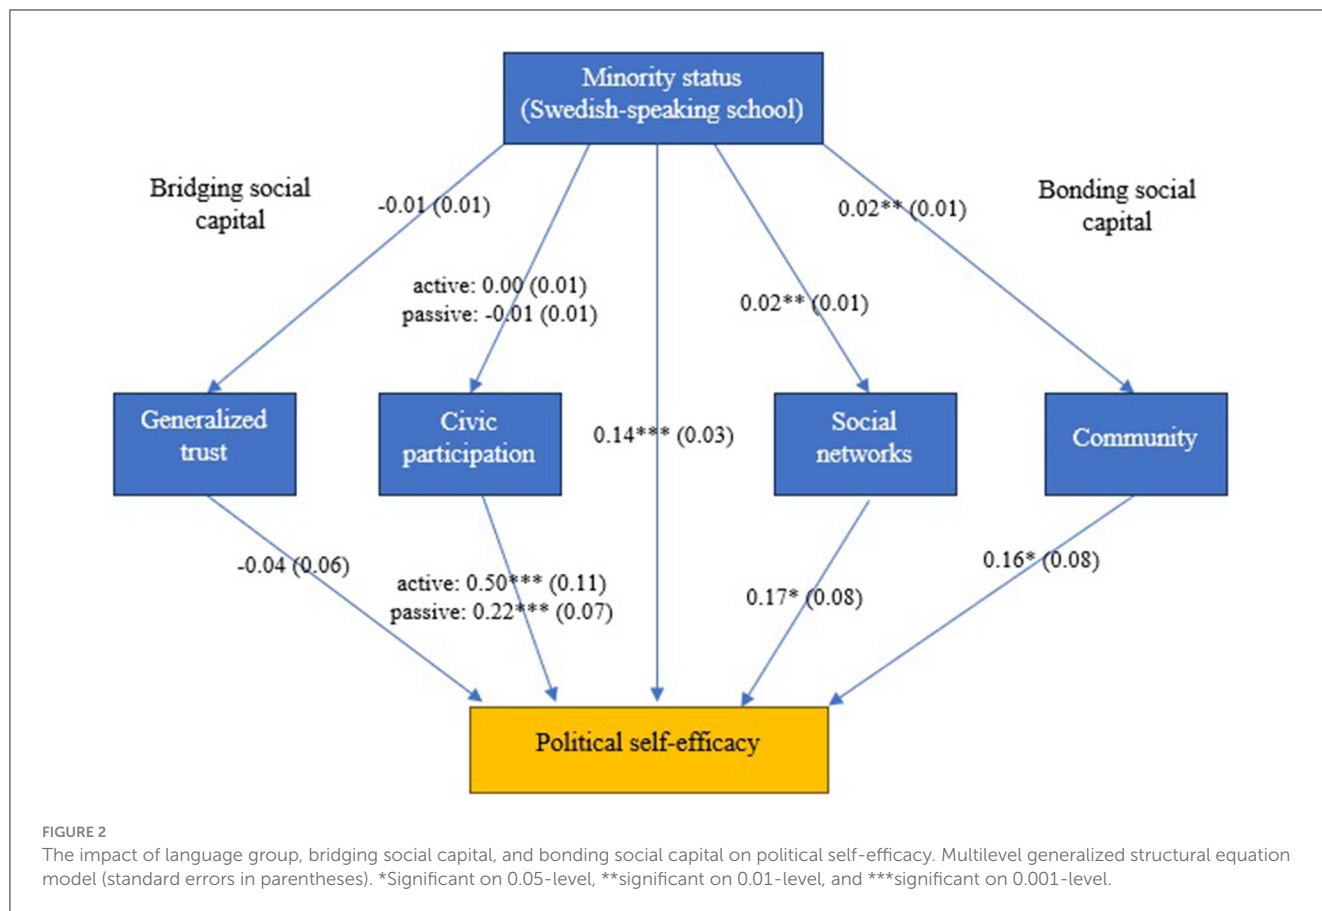 Minority status
(Swedish-speaking school)
Bridging social
capital
-0.01 (0.01)
0.02** (0.01)
Bonding social
capital
active: 0.00 (0.01)
passive: -0.01 (0.01)
0.02** (0.01)
Generalized
trust
Civic
participation
0.14*** (0.03)
Social
networks
Community
-0.04 (0.06)
active: 0.50*** (0.11)
passive: 0.22*** (0.07)
0.17* (0.08)
0.16* (0.08)
Political self-efficacy
FIGURE 2
The impact of language group, bridging social capital, and bonding social capital on political self-efficacy. Multilevel generalized structural equation
model (standard errors in parentheses). *Significant on 0.05-level, **significant on 0.01-level, and ***significant on 0.001-level.